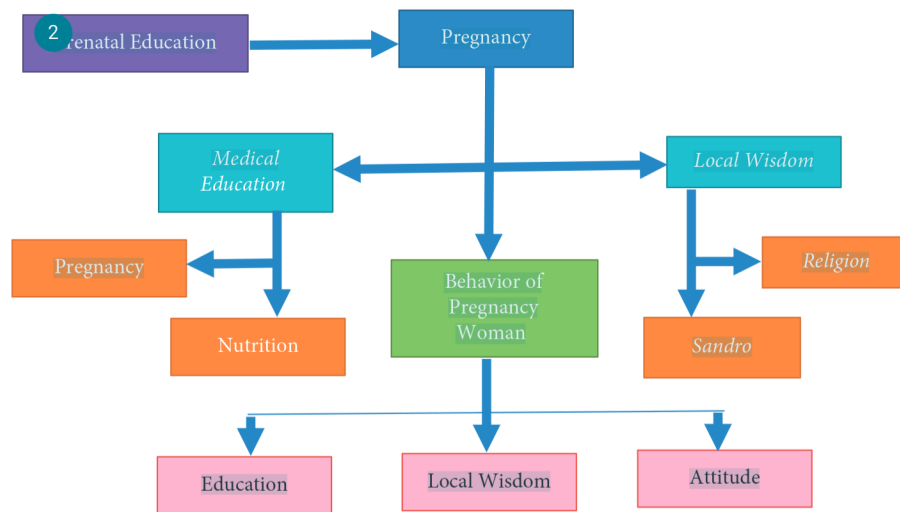 2
renatal Education
Pregnancy
Medical
Education
Local Wisdom
Pregnancy
Religion
Behavior of
Pregnancy
Woman
Nutrition
Sandro
Education
Local Wisdom
Attitude